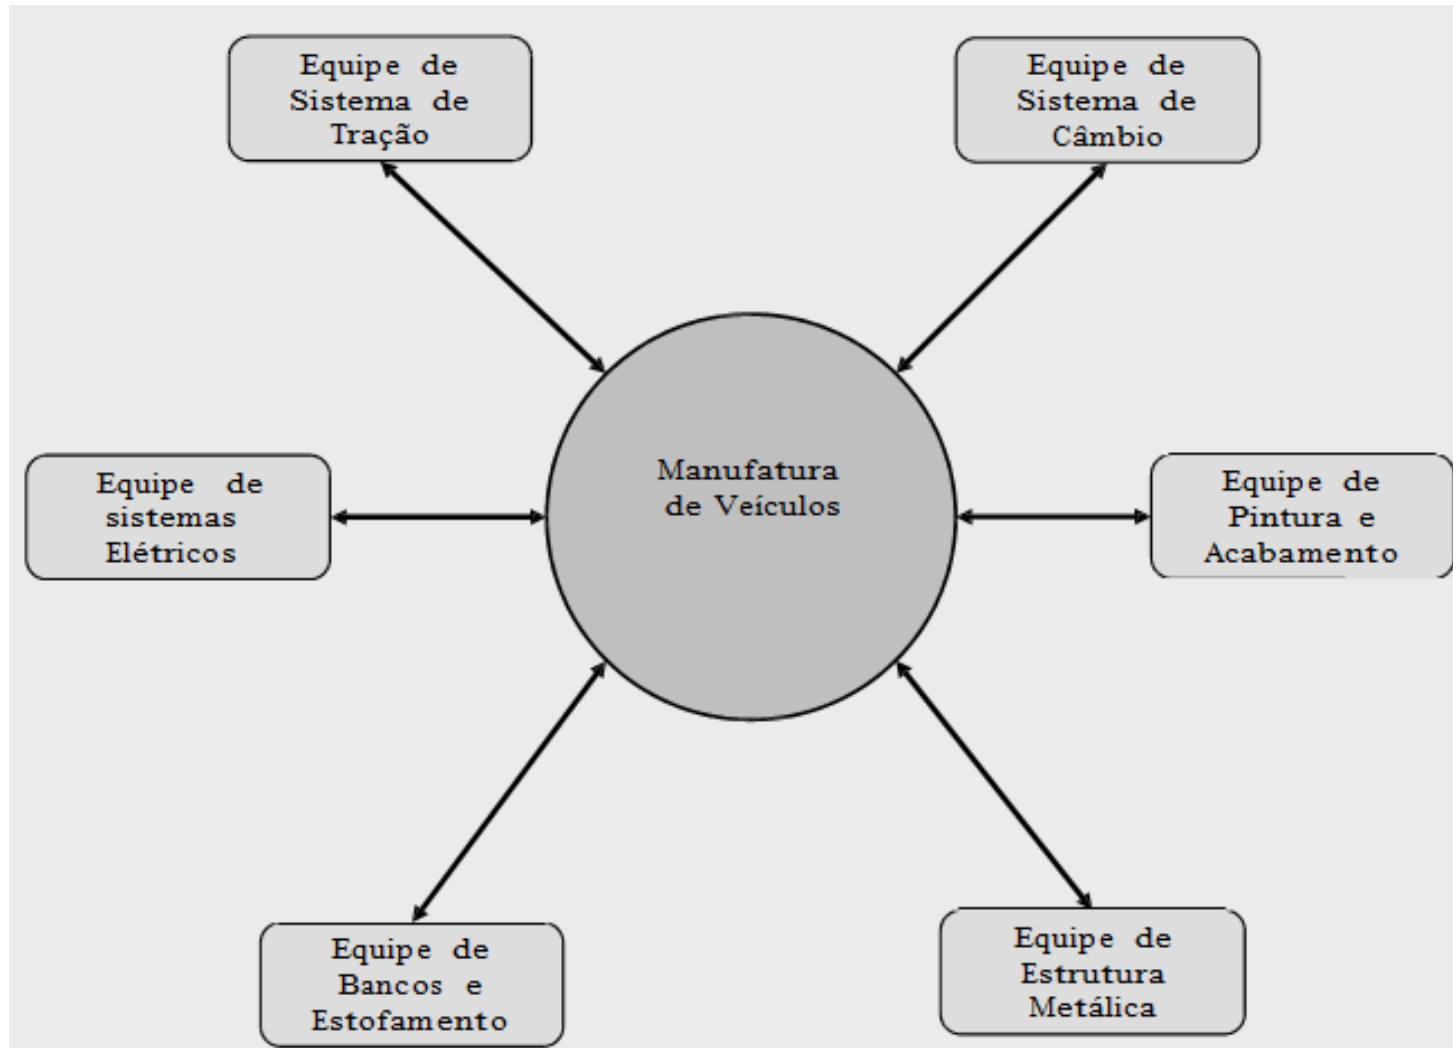 Equipe de
Sistema de
Tração
Equipe de
Sistema de
Câmbio
Manufatura
de Veículos
Equipe de
sistemas
Elétricos
Equipe de
Pintura e
Acabamento
Equipe de
Bancos e
Estofamento
Equipe de
Estrutura
Metálica